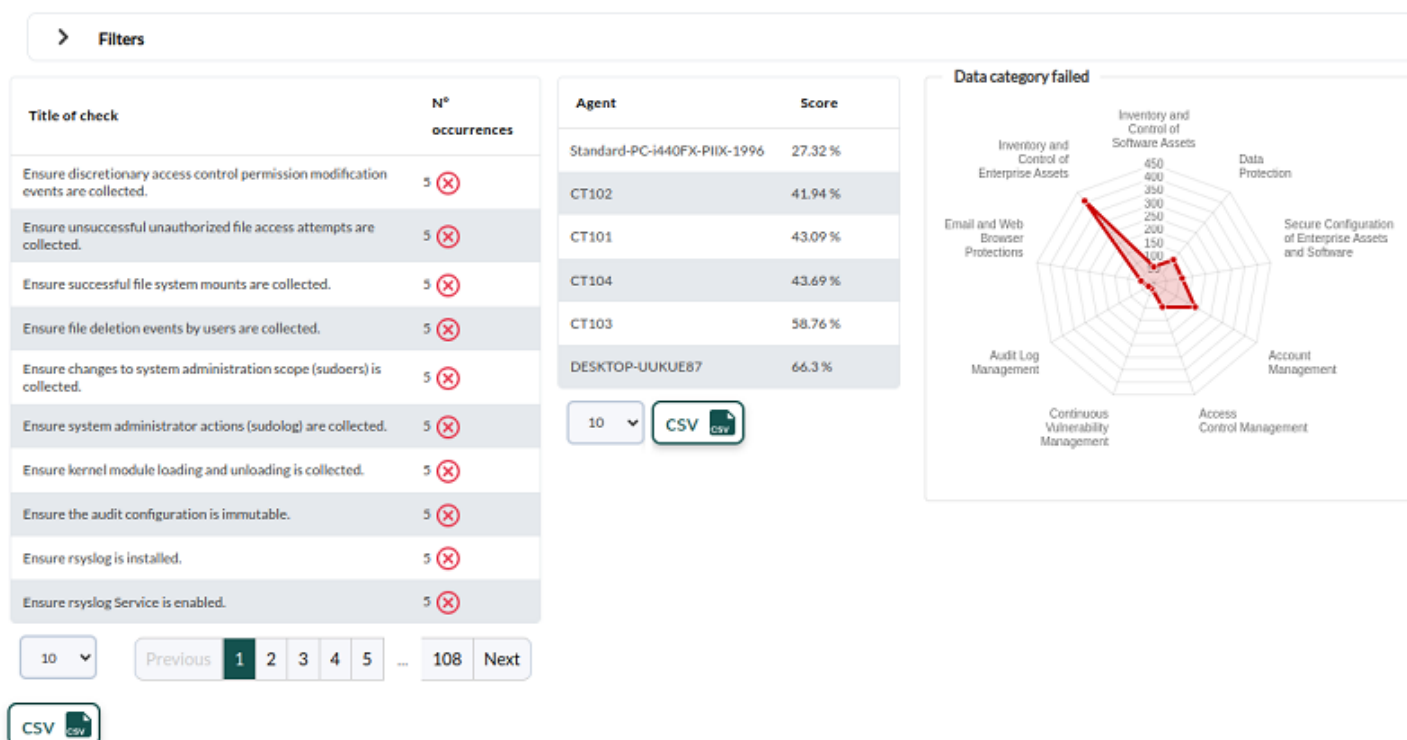 Filters
Title of check
N°
occurrences
Ensure discretionary access control permission modification
events are collected.
5
Ensure unsuccessful unauthorized file access attempts are
collected.
5
Ensure successful file system mounts are collected.
5
Ensure file deletion events by users are collected.
5
Ensure changes to system administration scope (sudoers) is
collected.
5
Ensure system administrator actions (sudolog) are collected.
5
Ensure kernel module loading and unloading is collected.
5
Ensure the audit configuration is immutable.
5
Ensure rsyslog is installed.
5
Ensure rsyslog Service is enabled.
5
10
Previous 1 2 3 4 5 ... 108 Next
CSV CSV
Agent Score
Standard-PC-i440FX-PIIX-1996 27.32 %
CT102 41.94 %
CT101 43.09 %
CT104 43.69 %
CT103 58.76 %
DESKTOP-UUKUE87 66.3 %
10
CSV CSV
Data category failed
Inventory and
Control of
Software Assets
Data
Protection
Secure Configuration
of Enterprise Assets
and Software
Account
Management
Access
Control Management
Continuous
Vulnerability
Management
Audit Log
Management
Email and Web
Browser
Protections
Inventory and
Control of
Enterprise Assets
450
400
350
300
250
200
150
100